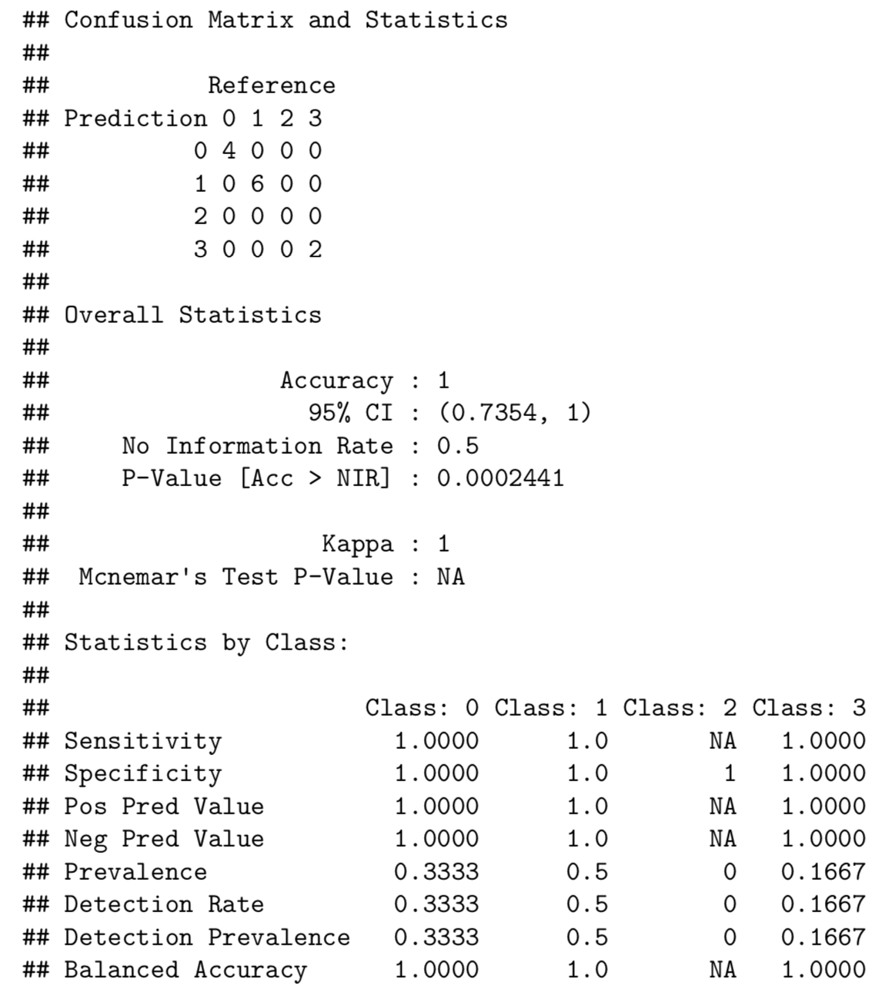 ## Confusion Matrix and Statistics
##
##           Reference
## Prediction 0 1 2 3
##          0 4 0 0 0
##          1 0 6 0 0
##          2 0 0 0 0
##          3 0 0 0 2
##
## Overall Statistics
##
##                Accuracy : 1
##                  95% CI : (0.7354, 1)
##     No Information Rate : 0.5
##     P-Value [Acc > NIR] : 0.0002441
##
##                   Kappa : 1
##  Mcnemar's Test P-Value : NA
##
## Statistics by Class:
##
##                      Class: 0 Class: 1 Class: 2 Class: 3
## Sensitivity            1.0000      1.0       NA   1.0000
## Specificity            1.0000      1.0        1   1.0000
## Pos Pred Value         1.0000      1.0       NA   1.0000
## Neg Pred Value         1.0000      1.0       NA   1.0000
## Prevalence             0.3333      0.5        0   0.1667
## Detection Rate         0.3333      0.5        0   0.1667
## Detection Prevalence   0.3333      0.5        0   0.1667
## Balanced Accuracy      1.0000      1.0       NA   1.0000